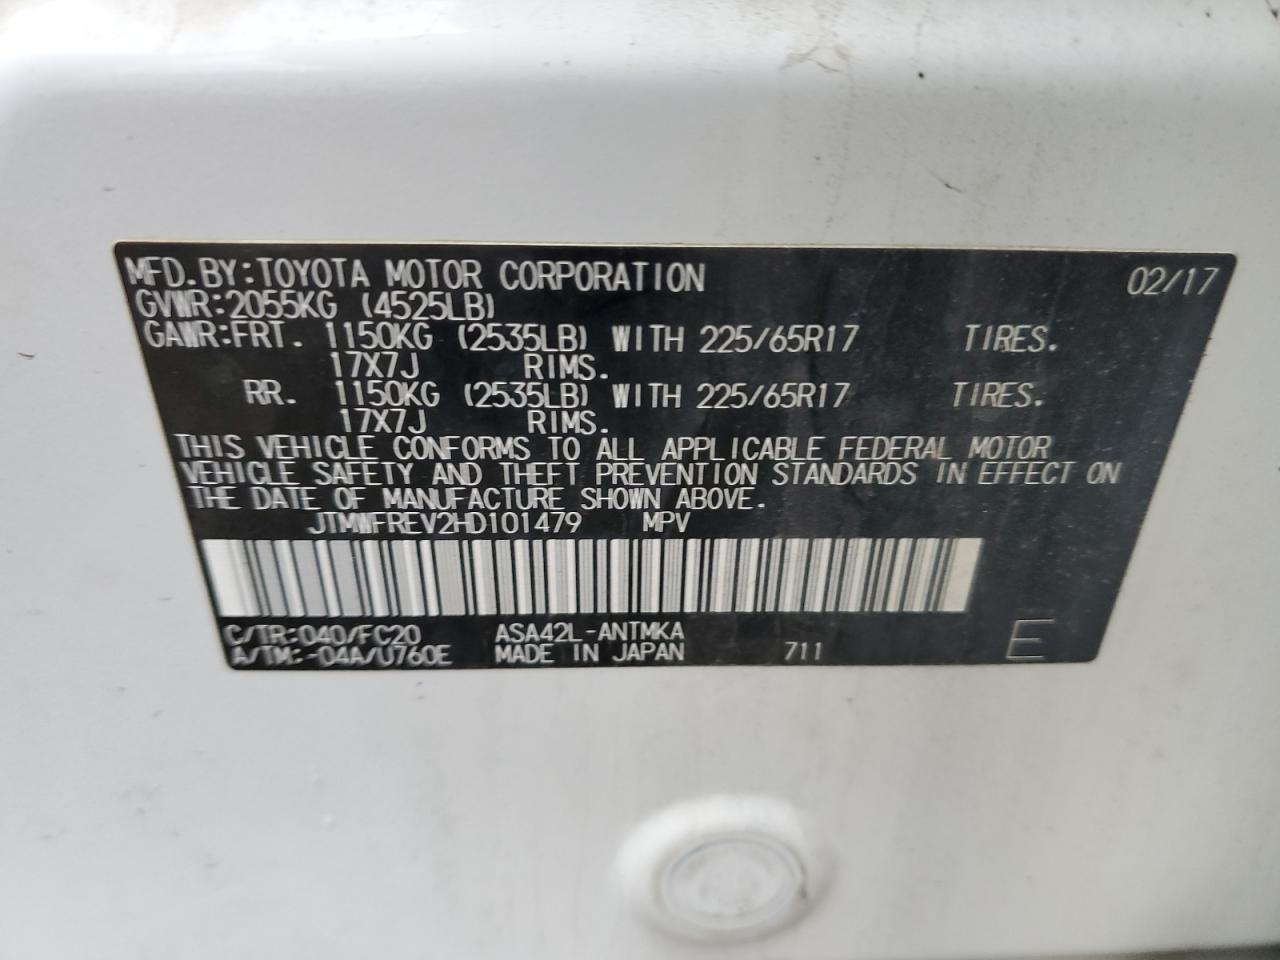 MFD.BY:TOYOTA MOTOR CORPORATION 02/17
GVWR:2055KG (4525LB)
GAWR:FRT. 1150KG (2535LB) WITH 225/65R17 TIRES.
17X7J RIMS.
RR. 1150KG (2535LB) WITH 225/65R17 TIRES.
17X7J RIMS.
THIS VEHICLE CONFORMS TO ALL APPLICABLE FEDERAL MOTOR
VEHICLE SAFETY AND THEFT PREVENTION STANDARDS IN EFFECT ON
THE DATE OF MANUFACTURE SHOWN ABOVE.
JTMWFREV2HD101479 MPV
C/TR:040/FC20 ASA42L-ANTMKA
A/TM:-04A/U760E MADE IN JAPAN 711 E